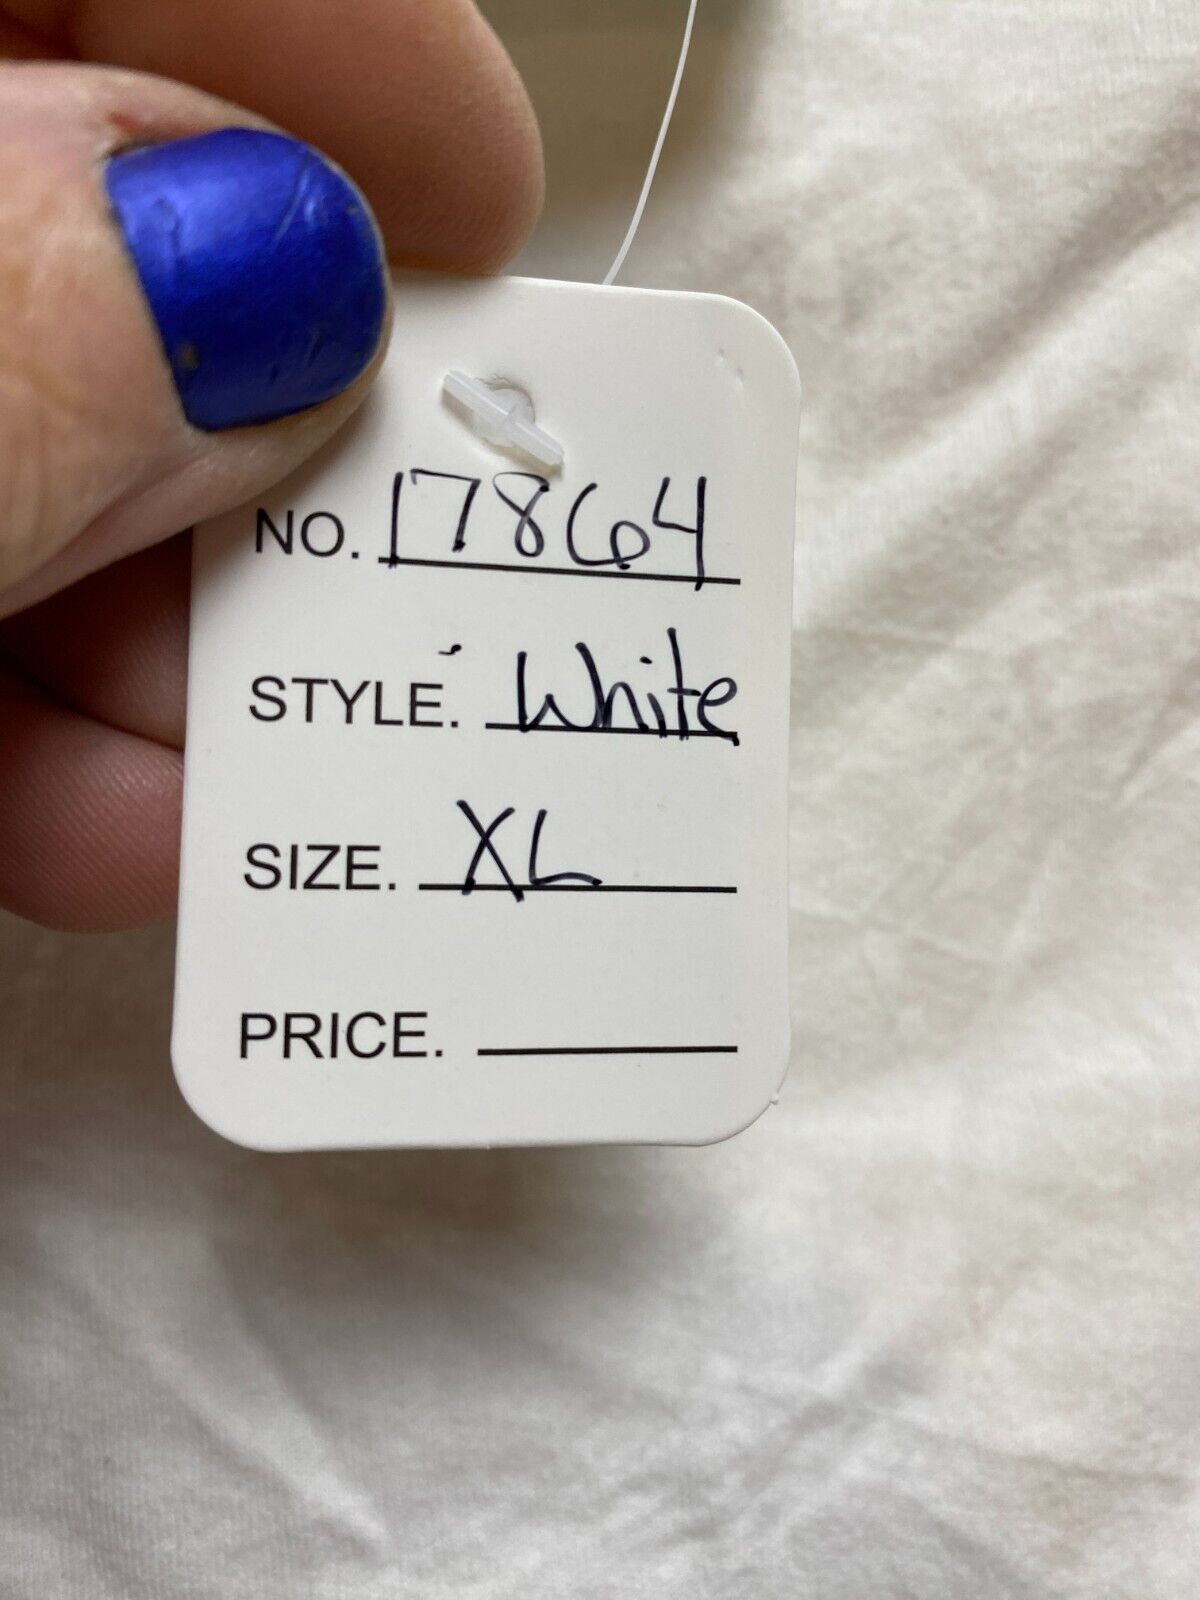 NO. 17864
STYLE. White
SIZE. XL
PRICE.